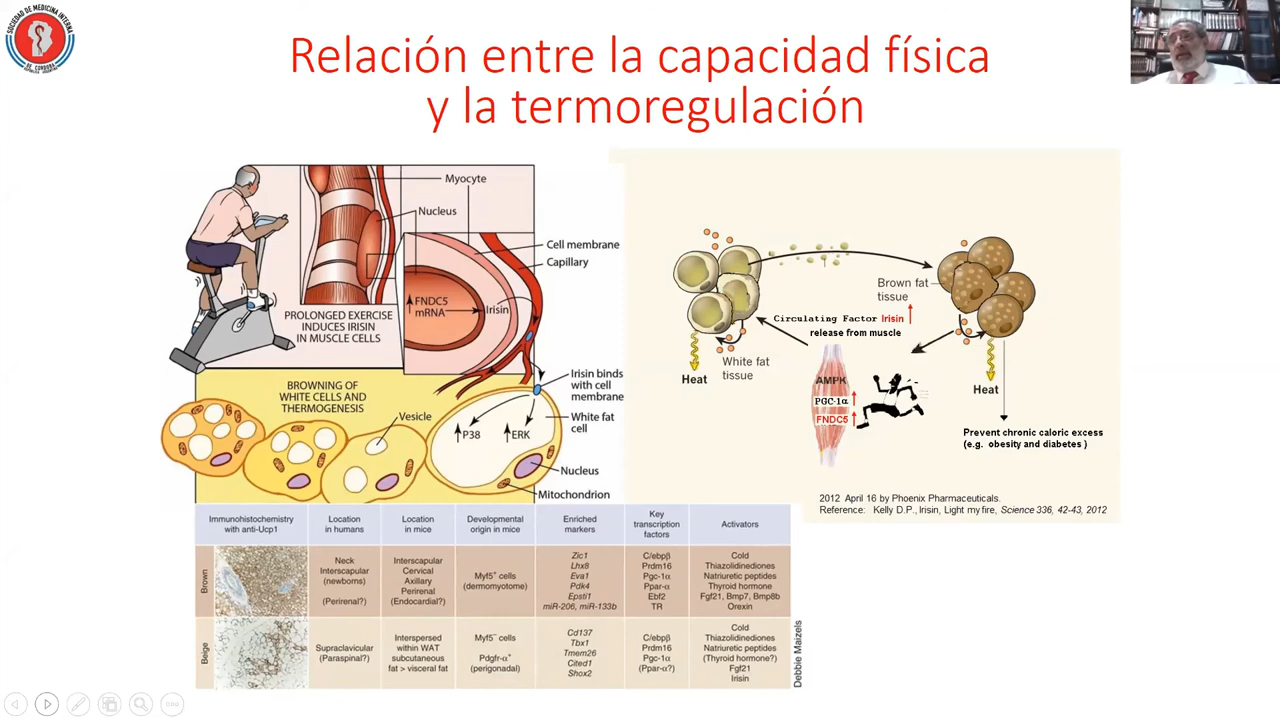 SOCIEDAD DE MEDICINA INTERNA
DE CORDOBA
Relación entre la capacidad física
y la termoregulación
Myocyte
Nucleus
Cell membrane
Capillary
FNDC5
mRNA
Irisin
PROLONGED EXERCISE
INDUCES IRISIN
IN MUSCLE CELLS
BROWNING OF
WHITE CELLS AND
THERMOGENESIS
Vesicle
Irisin binds
with cell
membrane
White fat
cell
P38
ERK
Nucleus
Mitochondrion
Brown fat
tissue
Circulating Factor Irisin
release from muscle
White fat
tissue
Heat
AMPK
PGC-1α
FNDC5
Heat
Prevent chronic caloric excess
(e.g. obesity and diabetes )
2012 April 16 by Phoenix Pharmaceuticals.
Reference: Kelly D.P., Irisin, Light my fire, Science 336, 42-43, 2012
Immunohistochemistry
with anti-Ucp1
Location
in humans
Location
in mice
Developmental
origin in mice
Enriched
markers
Key
transcription
factors
Activators
Brown
Neck
Interscapular
(newborns)
(Perirenal?)
Interscapular
Cervical
Axillary
Perirenal
(Endocardial?)
Myf5+ cells
(dermomyotome)
Zic1
Lhx8
Eva1
Pdk4
Epsti1
miR-206, miR-133b
C/ebpβ
Prdm16
Pgc-1α
Ppar-α
Ebf2
TR
Cold
Thiazolidinediones
Natriuretic peptides
Thyroid hormone
Fgf21, Bmp7, Bmp8b
Orexin
Beige
Supraclavicular
(Paraspinal?)
Interspersed
within WAT
subcutaneous
fat > visceral fat
Myf5− cells
Pdgfr-α+
(perigonadal)
Cd137
Tbx1
Tmem26
Cited1
Shox2
C/ebpβ
Prdm16
Pgc-1α
(Ppar-α?)
Cold
Thiazolidinediones
Natriuretic peptides
(Thyroid hormone?)
Fgf21
Irisin
Debbie Maizels